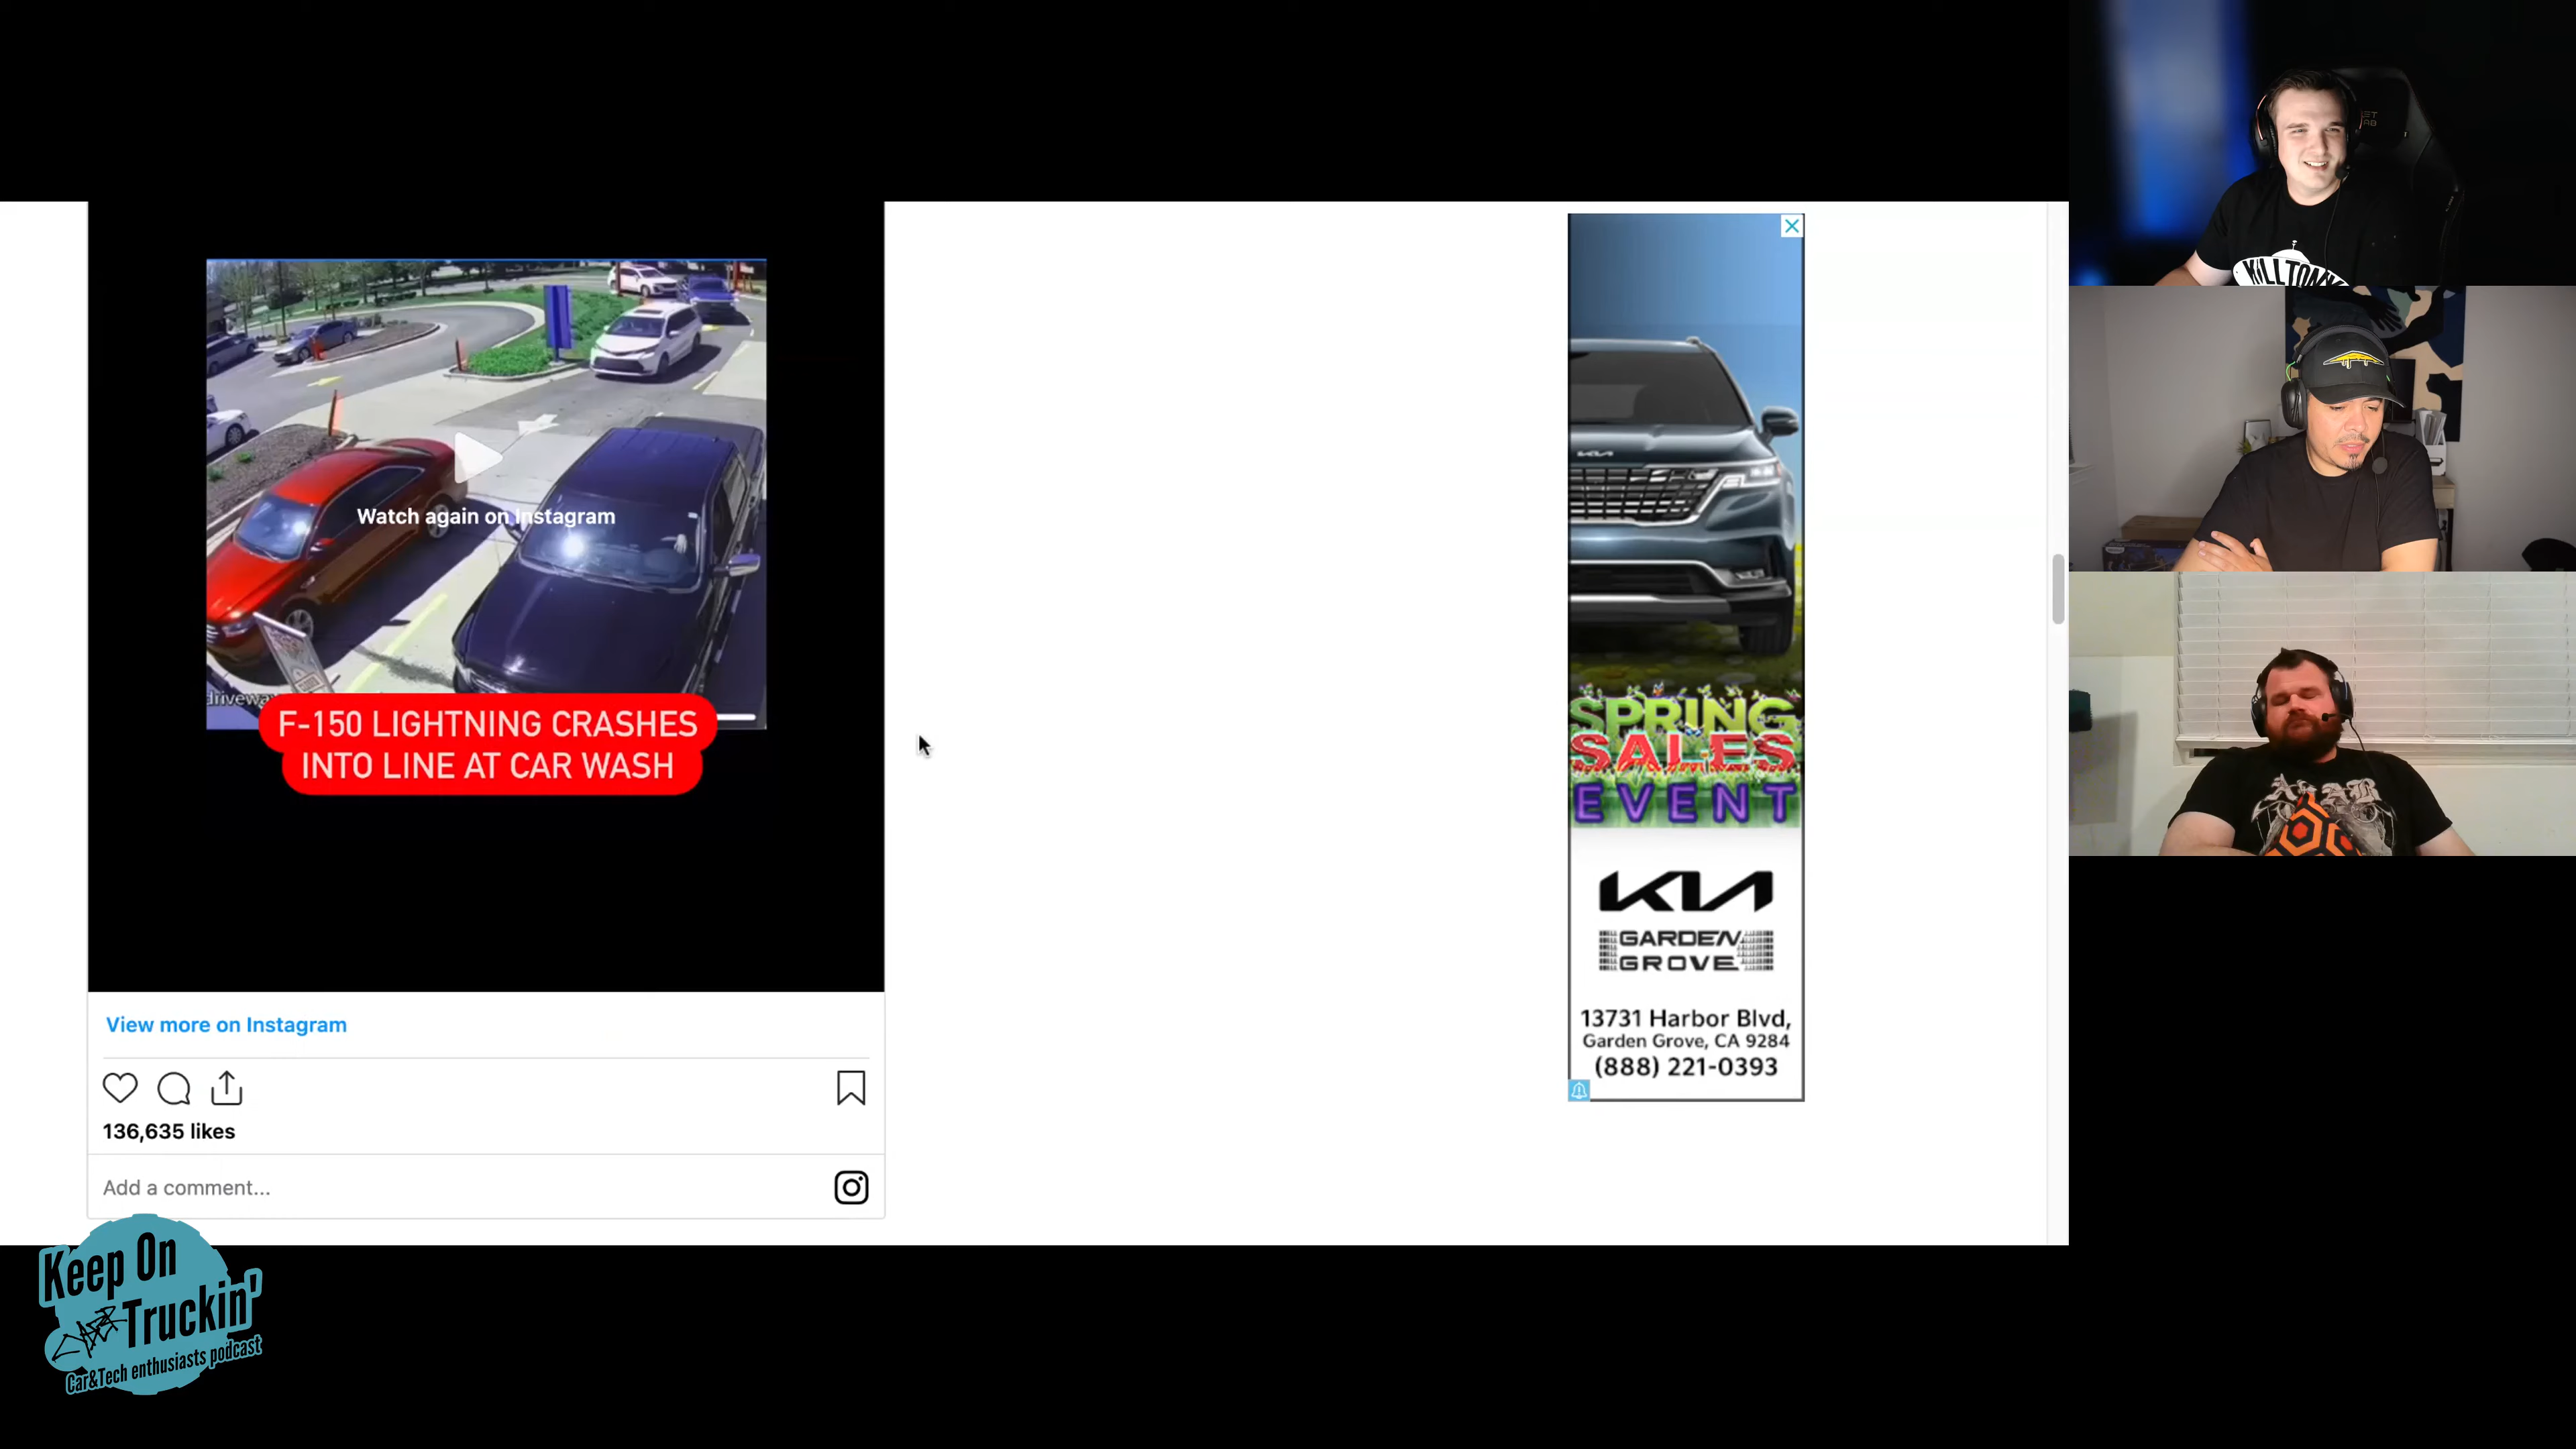 Watch again on Instagram
F-150 LIGHTNING CRASHES
INTO LINE AT CAR WASH
View more on Instagram
136,635 likes
Add a comment...
SPRING
SALES
EVENT
KIA
GARDEN
GROVE
13731 Harbor Blvd,
Garden Grove, CA 9284
(888) 221-0393
KILL TONY
Keep On
Truckin'
Car&Tech enthusiasts podcast